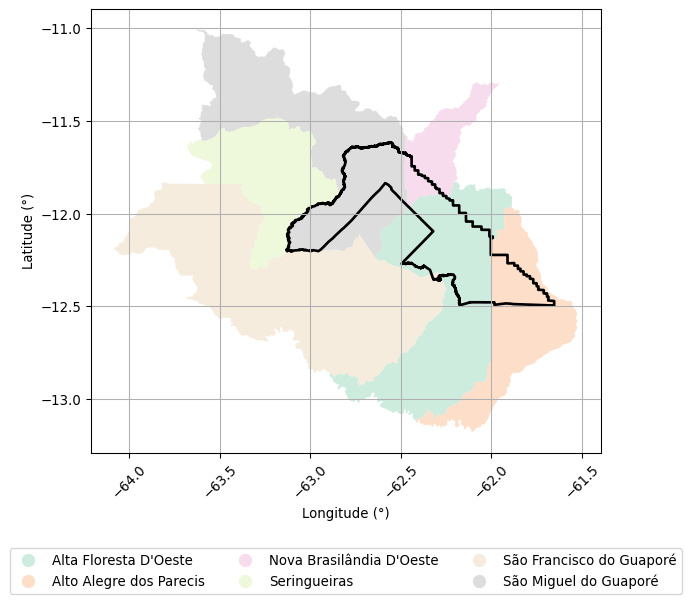 −11.0
−11.5
−12.0
−12.5
−13.0
Latitude (°)
−64.0 −63.5 −63.0 −62.5 −62.0 −61.5
Longitude (°)
Alta Floresta D'Oeste Nova Brasilândia D'Oeste São Francisco do Guaporé
Alto Alegre dos Parecis Seringueiras São Miguel do Guaporé